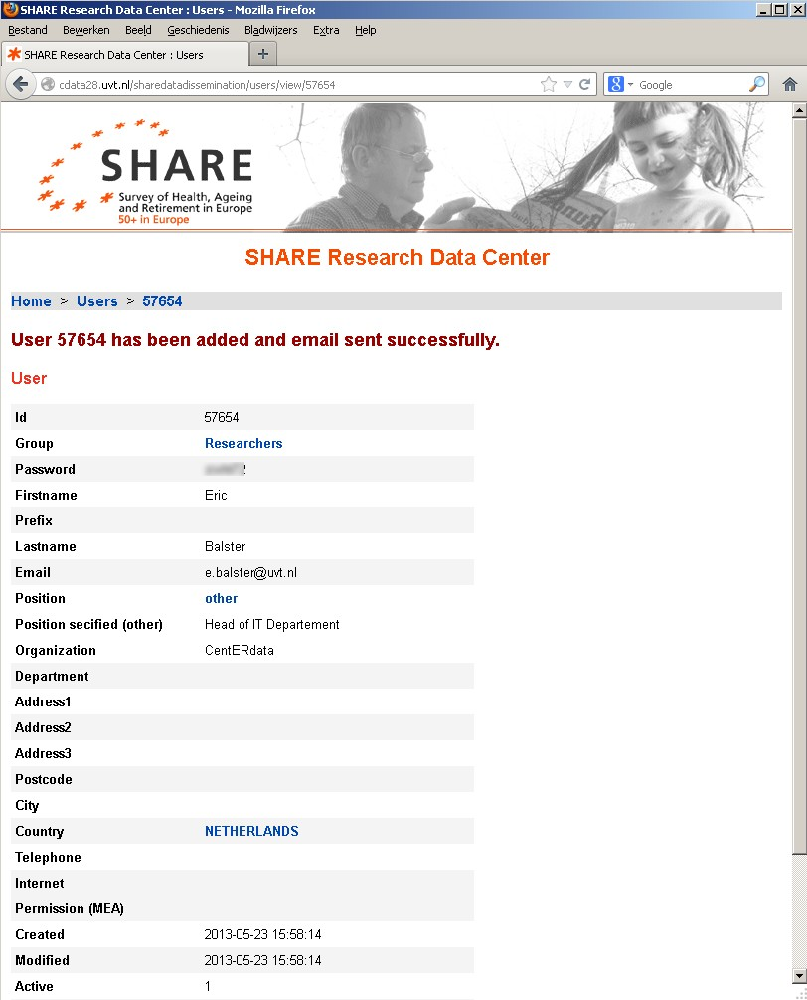 SHARE Research Data Center : Users - Mozilla Firefox
Bestand Bewerken Beeld Geschiedenis Bladwijzers Extra Help
SHARE Research Data Center : Users
cdata28.uvt.nl/sharedatadissemination/users/view/57654
Google
SHARE
Survey of Health, Ageing
and Retirement in Europe
50+ in Europe
SHARE Research Data Center
Home > Users > 57654
User 57654 has been added and email sent successfully.
User
Id 57654
Group Researchers
Password
Firstname Eric
Prefix
Lastname Balster
Email e.balster@uvt.nl
Position other
Position secified (other) Head of IT Departement
Organization CentERdata
Department
Address1
Address2
Address3
Postcode
City
Country NETHERLANDS
Telephone
Internet
Permission (MEA)
Created 2013-05-23 15:58:14
Modified 2013-05-23 15:58:14
Active 1